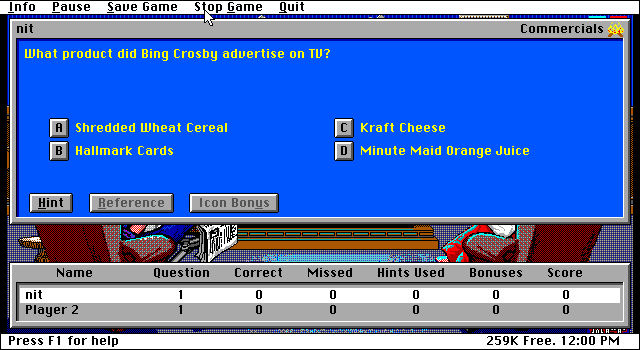 Info Pause Save Game Stop Game Quit
nit Commercials
What product did Bing Crosby advertise on TV?
A Shredded Wheat Cereal C Kraft Cheese
B Hallmark Cards D Minute Maid Orange Juice
Hint Reference Icon Bonus
Name Question Correct Missed Hints Used Bonuses Score
nit 1 0 0 0 0 0
Player 2 1 0 0 0 0 0
Press F1 for help 259K Free. 12:00 PM